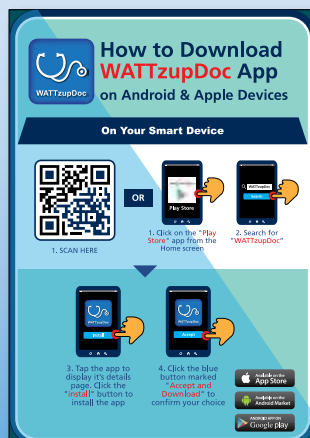 How to Download
WATTzupDoc App
on Android & Apple Devices
WATTzupDoc
On Your Smart Device
OR
Play Store
WATTzupDoc
Search
1. SCAN HERE
1. Click on the "Play
Store" app from the
Home screen
2. Search for
"WATTzupDoc"
WATTzupDoc
Install
WATTzupDoc
Accept
3. Tap the app to
display it's details
page. Click the
"install" button to
install the app
4. Click the blue
button marked
"Accept and
Download" to
confirm your choice
Available on the
App Store
Available on the
Android Market
ANDROID APP ON
Google play